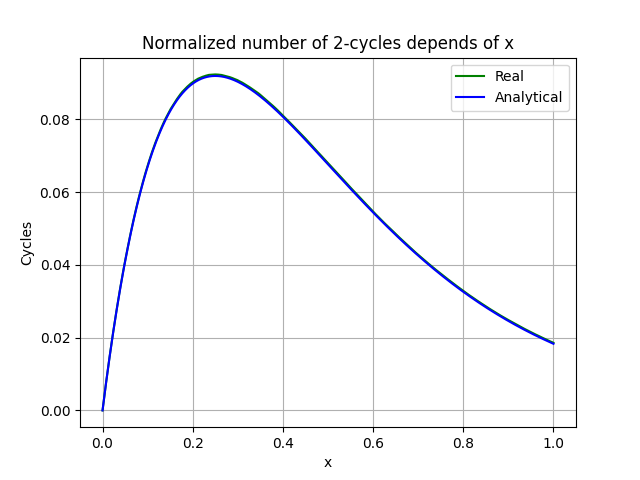 Normalized number of 2-cycles depends of x
Real
Analytical
Cycles
0.08
0.06
0.04
0.02
0.00
0.0 0.2 0.4 0.6 0.8 1.0
x